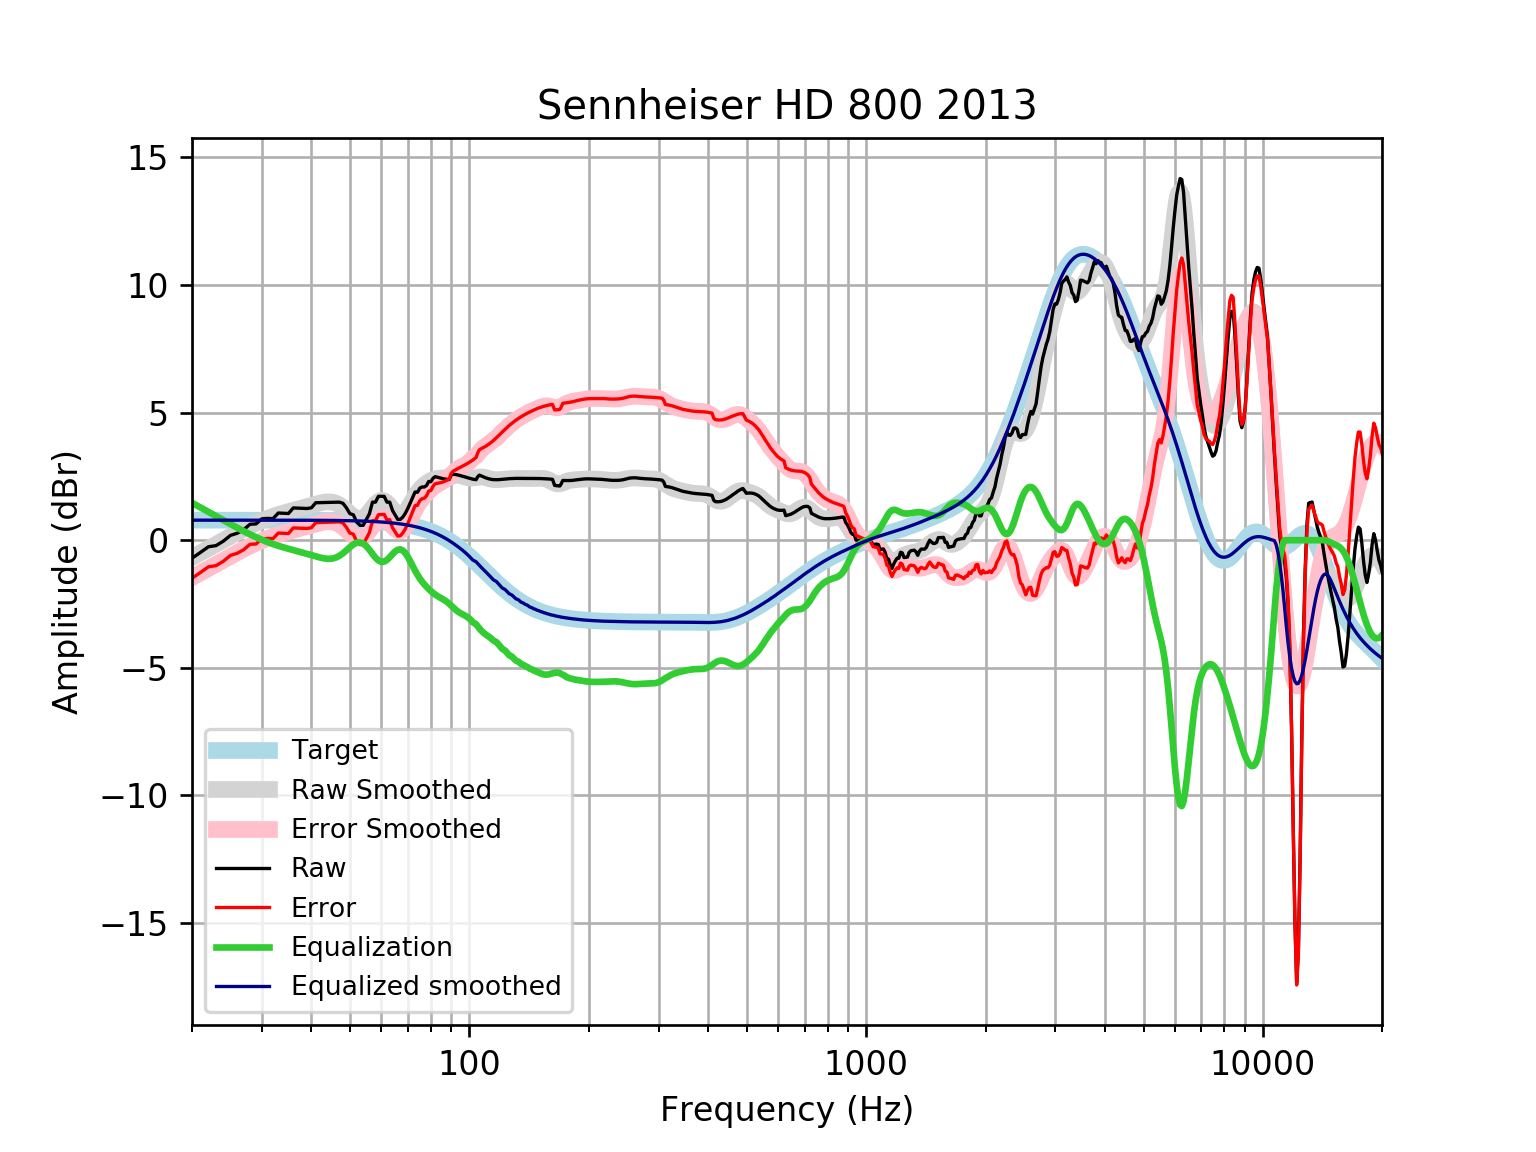 Sennheiser HD 800 2013
15
10
5
0
−5
−10
−15
Amplitude (dBr)
Target
Raw Smoothed
Error Smoothed
Raw
Error
Equalization
Equalized smoothed
100
1000
10000
Frequency (Hz)